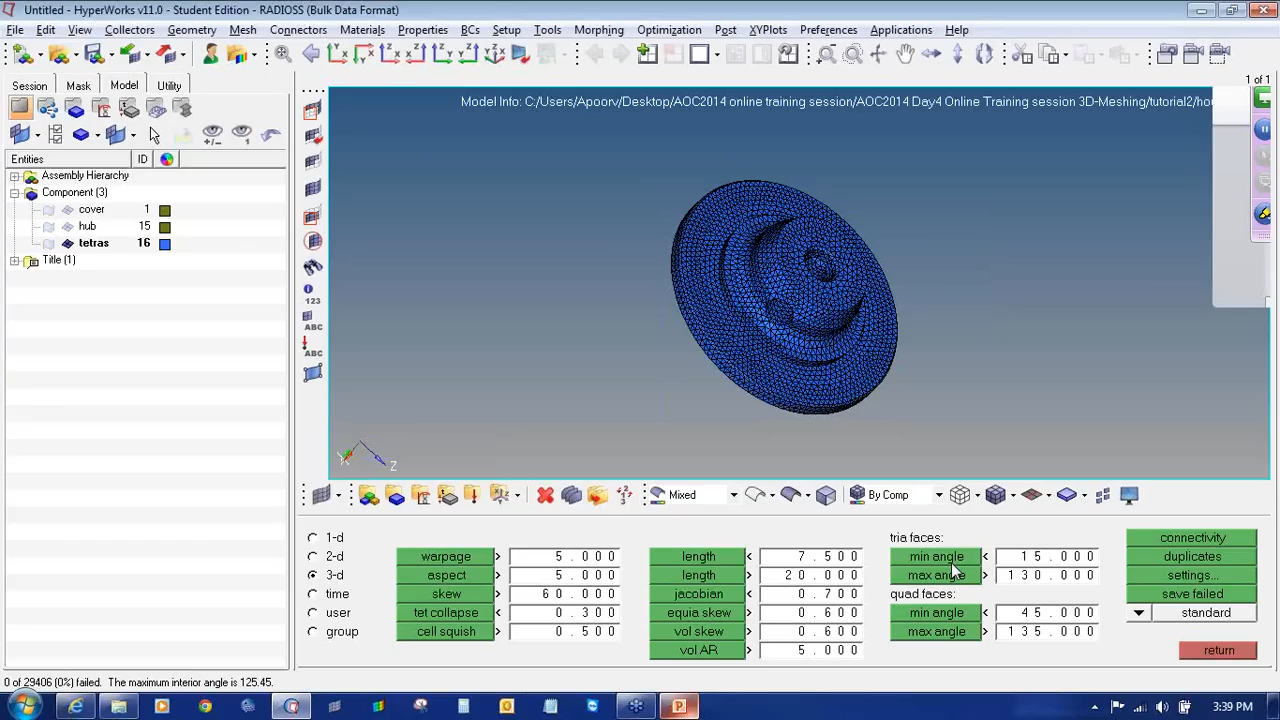 Untitled - HyperWorks v11.0 - Student Edition - RADIOSS (Bulk Data Format)
File Edit View Collectors Geometry Mesh Connectors Materials Properties BCs Setup Tools Morphing Optimization Post XYPlots Preferences Applications Help
Session Mask Model Utility
1 of 1
Model Info: C:/Users/Apoorv/Desktop/AOC2014 online training session/AOC2014 Day4 Online Training session 3D-Meshing/tutorial2/hou
Entities ID
Assembly Hierarchy
Component (3)
cover 1
hub 15
tetras 16
Title (1)
123
ABC
ABC
Z
Mixed
By Comp
1-d
2-d
3-d
time
user
group
warpage > 5.000
aspect > 5.000
skew > 60.000
tet collapse < 0.300
cell squish > 0.500
length < 7.500
length > 20.000
jacobian < 0.700
equia skew > 0.600
vol skew > 0.600
vol AR > 5.000
tria faces:
min angle < 15.000
max angle > 130.000
quad faces:
min angle < 45.000
max angle > 135.000
connectivity
duplicates
settings...
save failed
standard
return
0 of 29406 (0%) failed. The maximum interior angle is 125.45.
3:39 PM